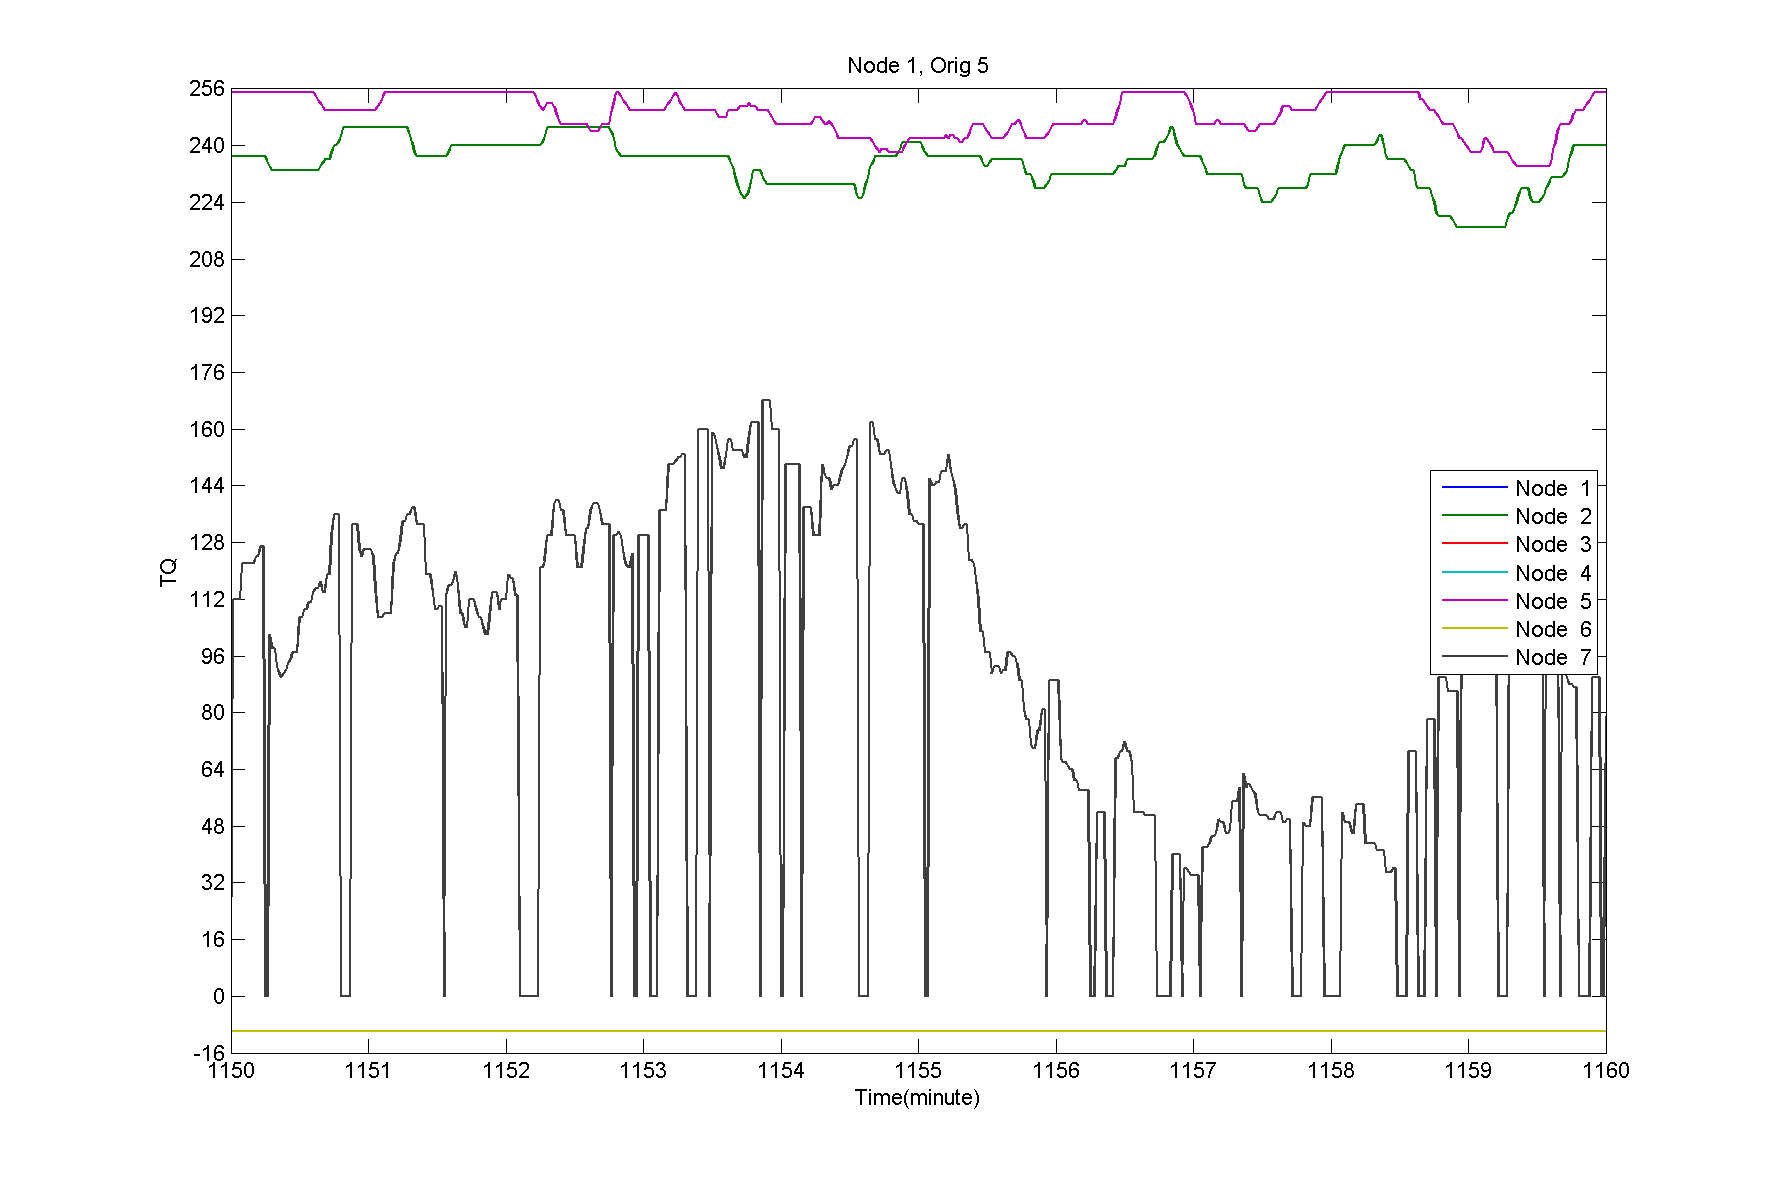 Node 1, Orig 5
256
240
224
208
192
176
160
144
128
112
96
80
64
48
32
16
0
-16
TQ
Node 1
Node 2
Node 3
Node 4
Node 5
Node 6
Node 7
1150 1151 1152 1153 1154 1155 1156 1157 1158 1159 1160
Time(minute)